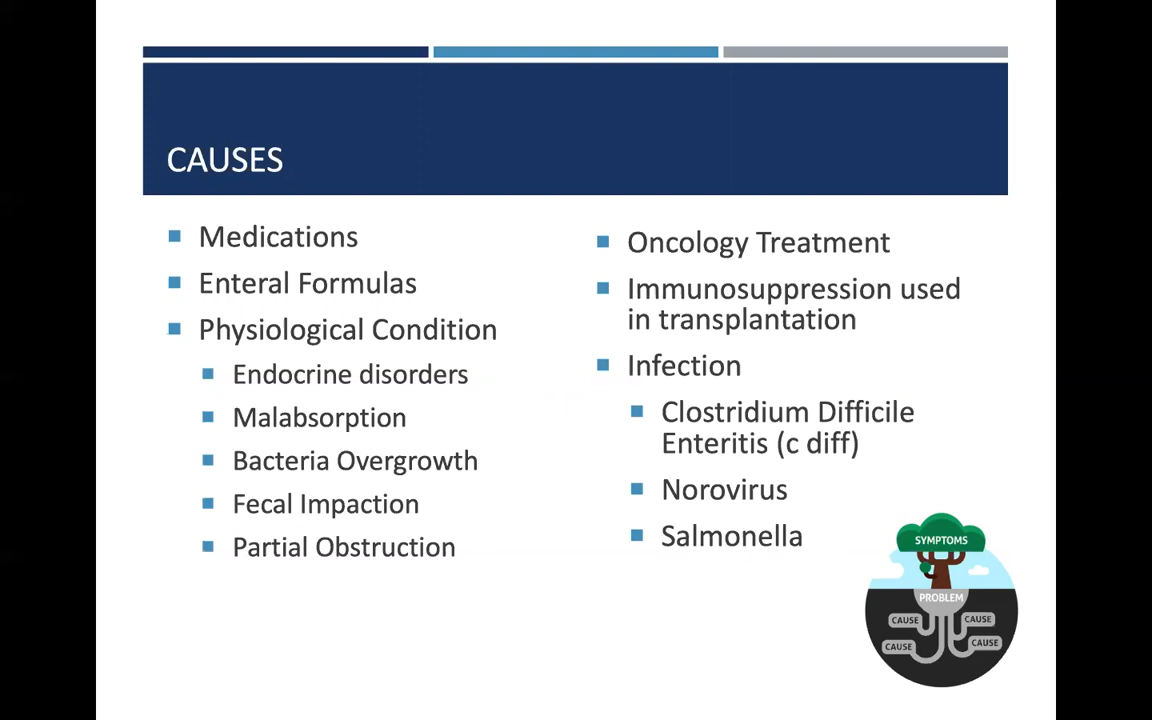 CAUSES
Medications
Enteral Formulas
Physiological Condition
Endocrine disorders
Malabsorption
Bacteria Overgrowth
Fecal Impaction
Partial Obstruction
Oncology Treatment
Immunosuppression used
in transplantation
Infection
Clostridium Difficile
Enteritis (c diff)
Norovirus
Salmonella
SYMPTOMS
PROBLEM
CAUSE
CAUSE
CAUSE
CAUSE